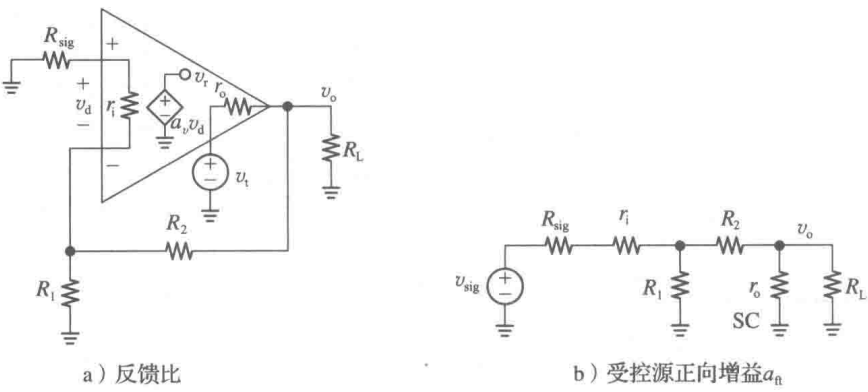 R_sig
+
+
v_d
−
r_i
+
−
a_v v_d
v_r
r_o
v_o
−
+
−
v_t
R_L
R_2
R_1
a）反馈比
R_sig
r_i
R_2
v_o
v_sig
+
−
R_1
r_o
R_L
SC
b）受控源正向增益a_ft